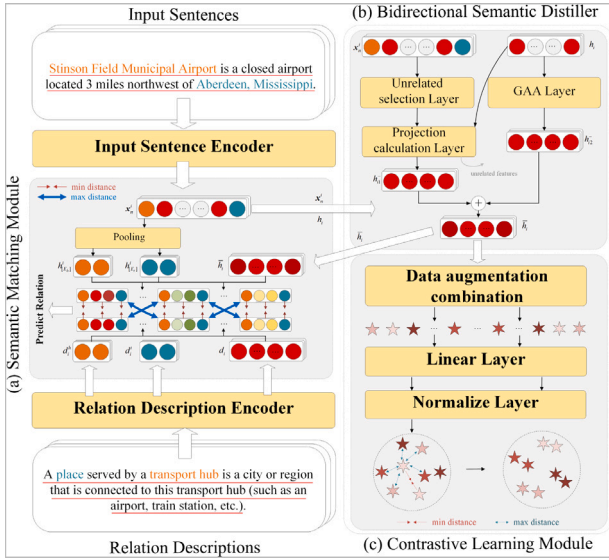 Input Sentences
Stinson Field Municipal Airport is a closed airport
located 3 miles northwest of Aberdeen, Mississippi.
Input Sentence Encoder
(a) Semantic Matching Module
min distance
max distance
Pooling
Predict Relation
Relation Description Encoder
A place served by a transport hub is a city or region
that is connected to this transport hub (such as an
airport, train station, etc.).
Relation Descriptions
(b) Bidirectional Semantic Distiller
Unrelated
selection Layer
GAA Layer
Projection
calculation Layer
unrelated features
Data augmentation
combination
Linear Layer
Normalize Layer
min distance
max distance
(c) Contrastive Learning Module